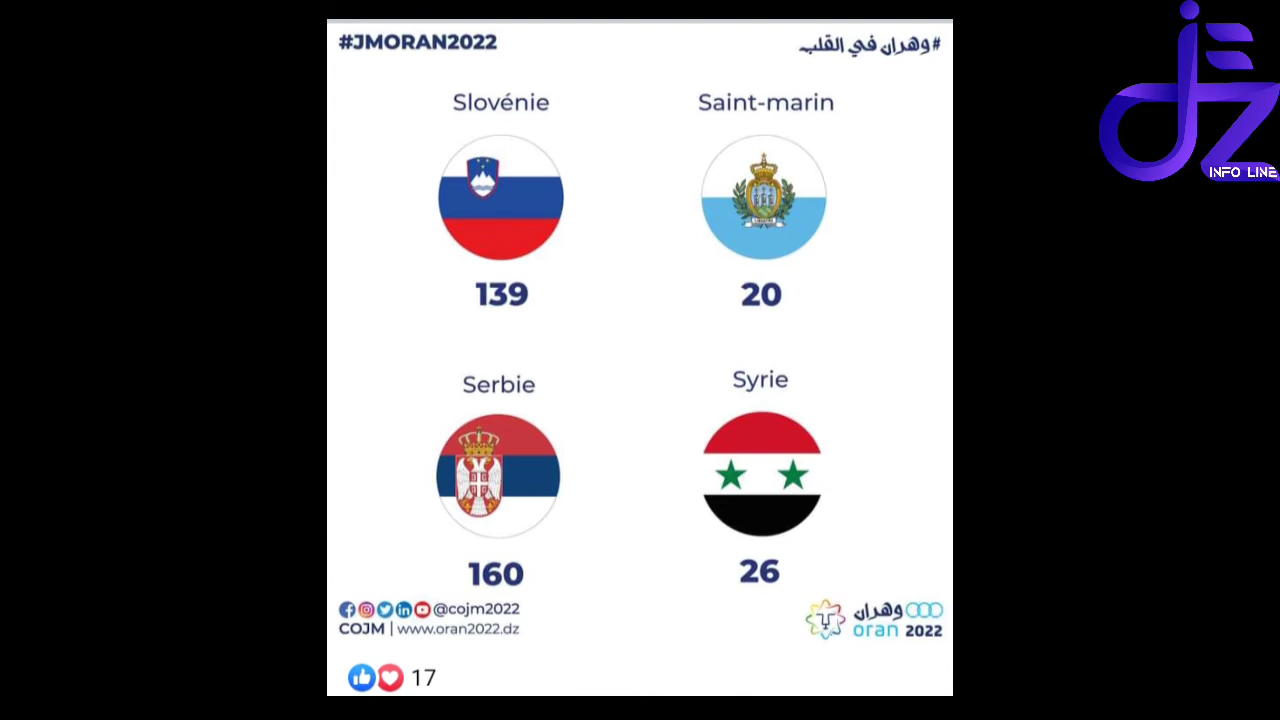 #JMORAN2022
#وهران في القلب
INFO LINE
Slovénie
Saint-marin
139
20
Serbie
Syrie
160
26
@cojm2022
COJM | www.oran2022.dz
وهران
oran 2022
17